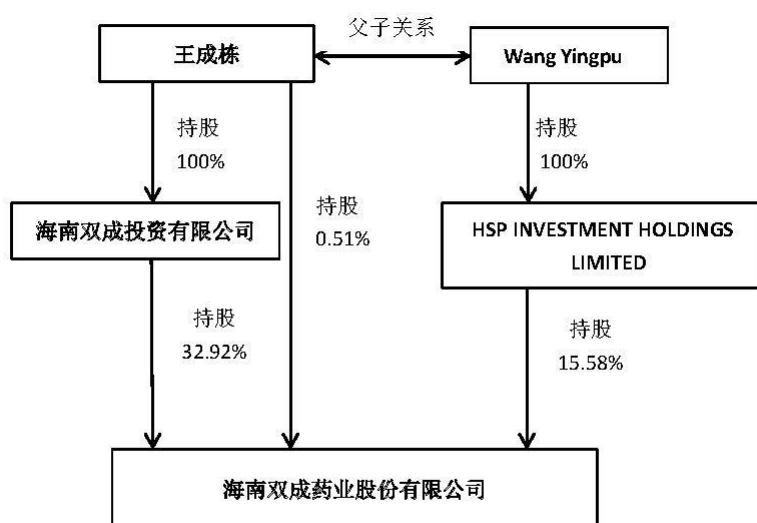 父子关系
王成栋
Wang Yingpu
持股
100%
持股
100%
海南双成投资有限公司
持股
0.51%
HSP INVESTMENT HOLDINGS
LIMITED
持股
32.92%
持股
15.58%
海南双成药业股份有限公司